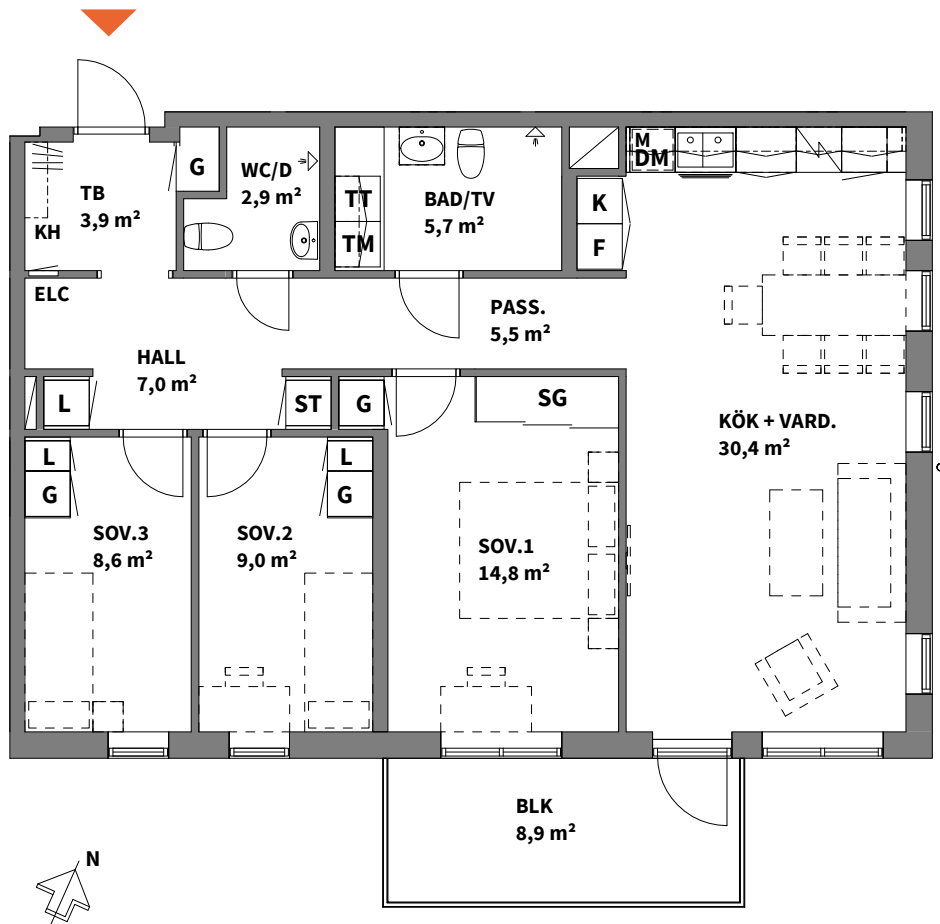 G
WC/D
2,9 m²
TB
3,9 m²
KH
ELC
TT
TM
BAD/TV
5,7 m²
M
DM
K
F
PASS.
5,5 m²
HALL
7,0 m²
L
ST
G
SG
KÖK + VARD.
30,4 m²
L
G
L
G
SOV.3
8,6 m²
SOV.2
9,0 m²
SOV.1
14,8 m²
BLK
8,9 m²
N